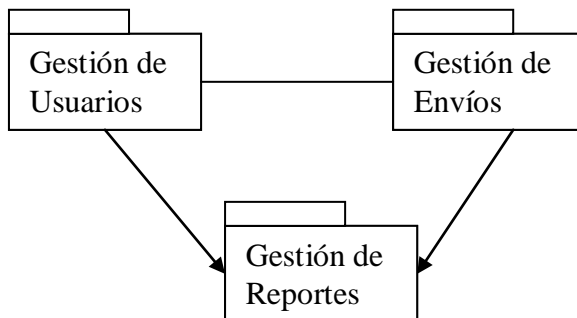 Gestión de
Usuarios
Gestión de
Envíos
Gestión de
Reportes